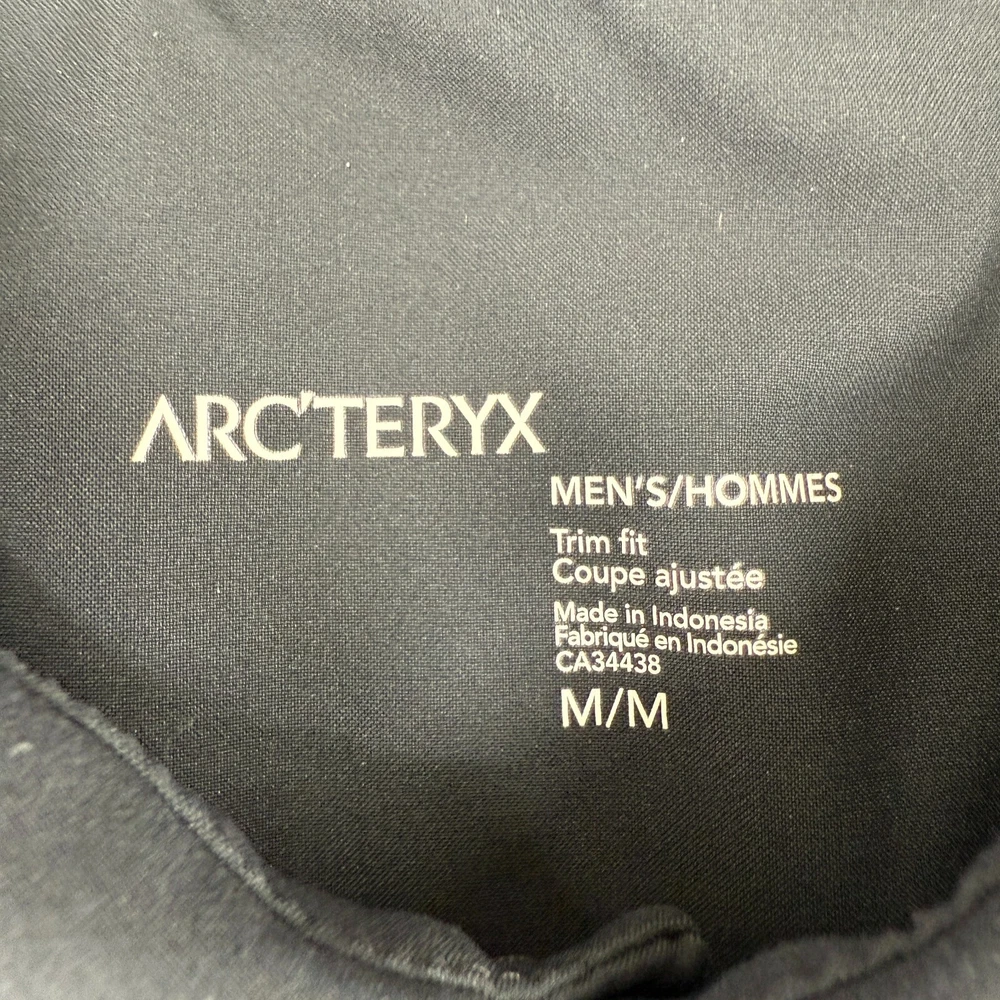 ARC'TERYX
MEN'S/HOMMES
Trim fit
Coupe ajustée
Made in Indonesia
Fabriqué en Indonésie
CA34438
M/M